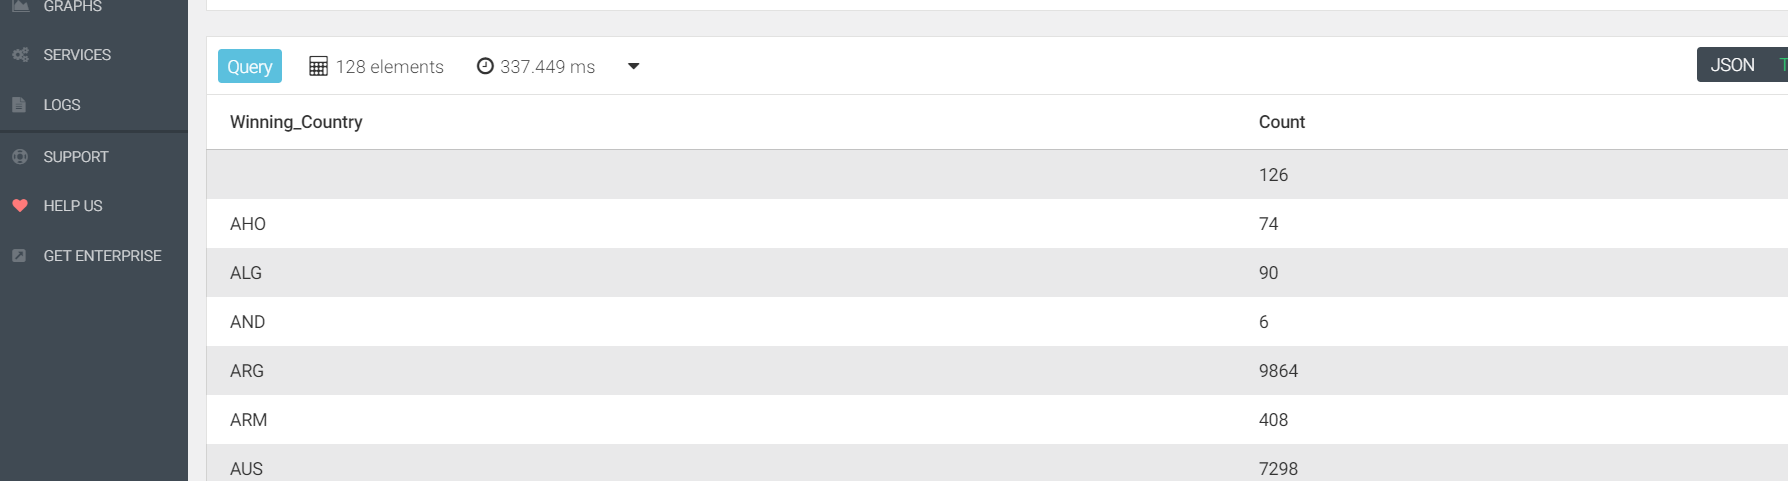 GRAPHS
SERVICES
LOGS
SUPPORT
HELP US
GET ENTERPRISE
Query 128 elements 337.449 ms JSON
Winning_Country Count
126
AHO 74
ALG 90
AND 6
ARG 9864
ARM 408
AUS 7298